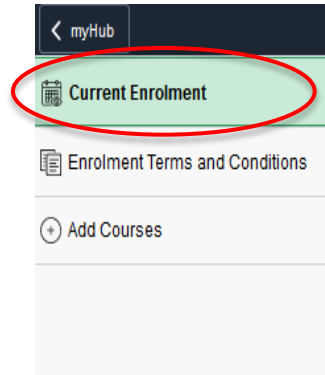 myHub
Current Enrolment
Enrolment Terms and Conditions
Add Courses